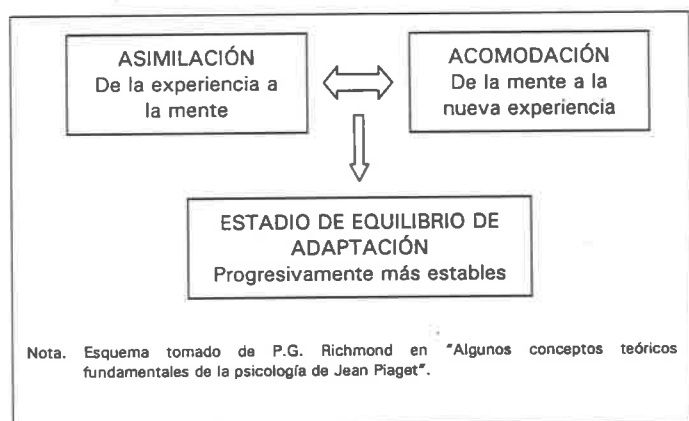 ASIMILACIÓN
De la experiencia a
la mente
ACOMODACIÓN
De la mente a la
nueva experiencia
ESTADIO DE EQUILIBRIO DE
ADAPTACIÓN
Progresivamente más estables
Nota. Esquema tomado de P.G. Richmond en "Algunos conceptos teóricos
fundamentales de la psicología de Jean Piaget".